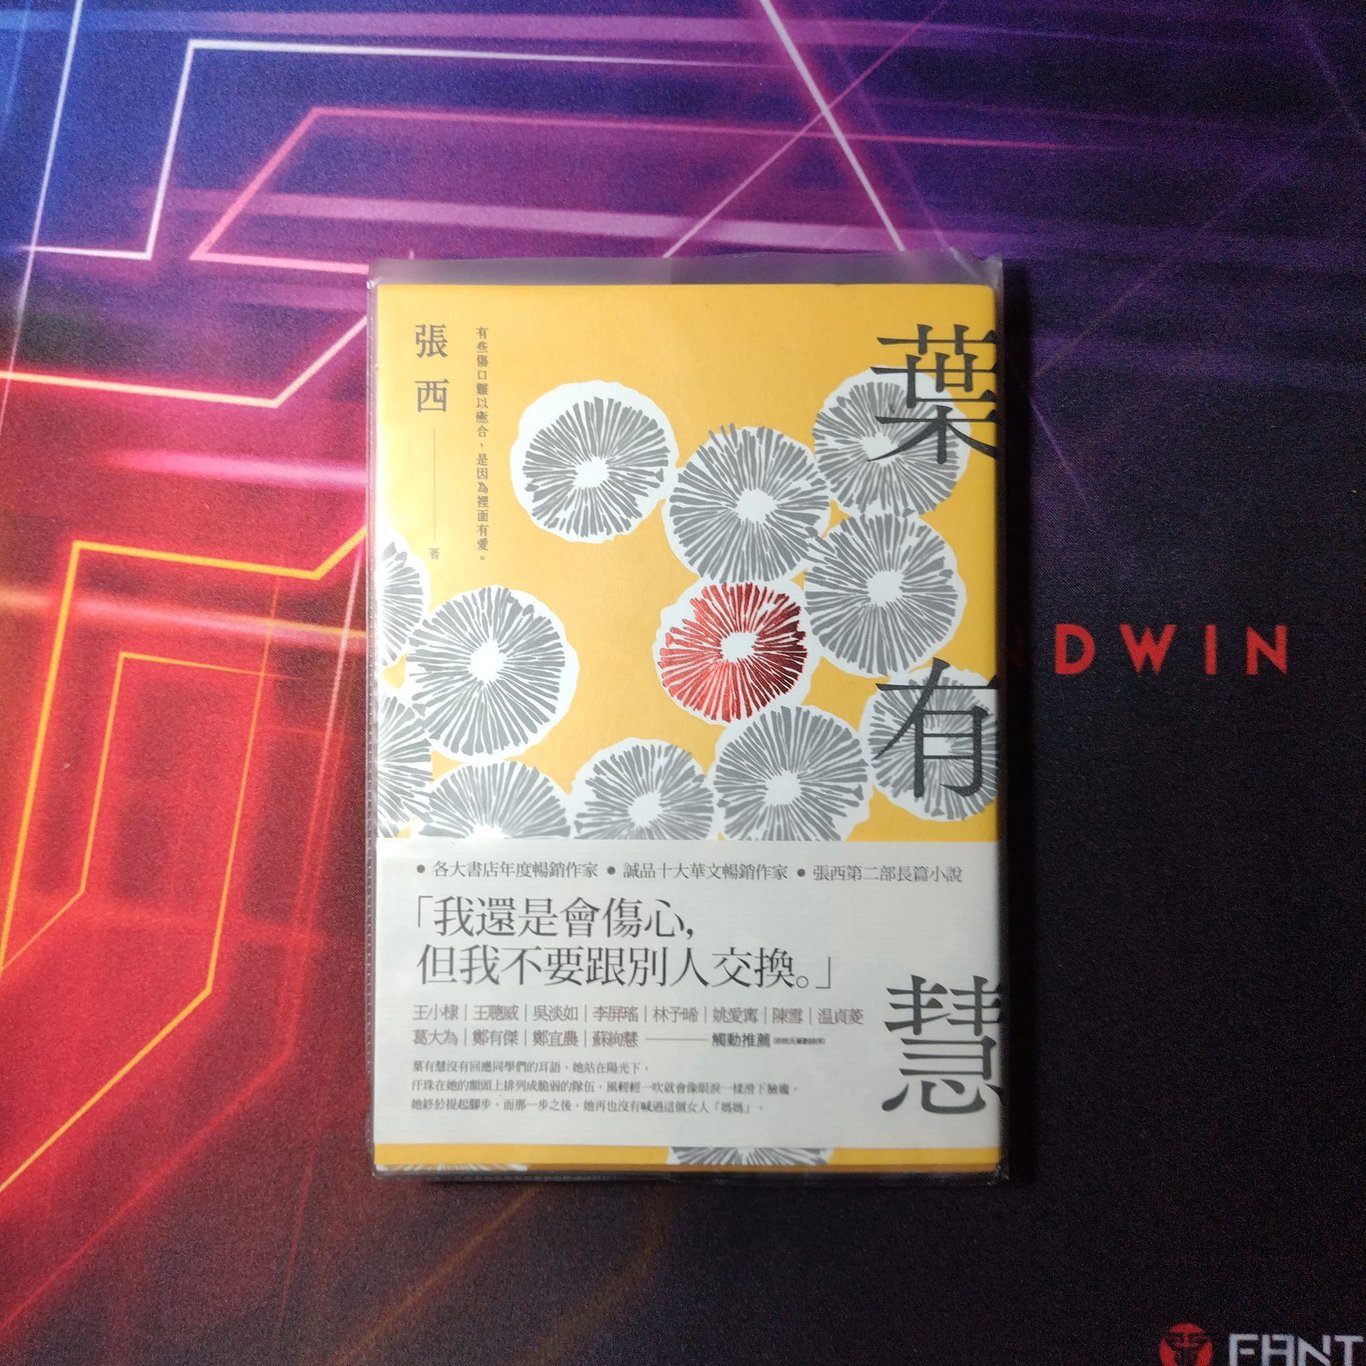 葉有慧
張西
著
有些傷口難以癒合、是因為裡面有愛。
NDWIN
●各大書店年度暢銷作家 ●誠品十大華文暢銷作家 ●張西第二部長篇小說
「我還是會傷心,
但我不要跟別人交換。」
王小棣｜王聰威｜吳淡如｜李屏瑤｜林予晞｜姚愛寗｜陳雪｜溫貞菱
葛大為｜鄭有傑｜鄭宜農｜蘇絢慧 ——— 觸動推薦
葉有慧沒有回應同學們的耳語，她站在陽光下，
汗珠在她的額頭上排列成脆弱的隊伍，風輕輕一吹就會像眼淚一樣滑下臉龐、
她終於提起腳步，而那一步之後，她再也沒有喊過這個女人「媽媽」。
FANT